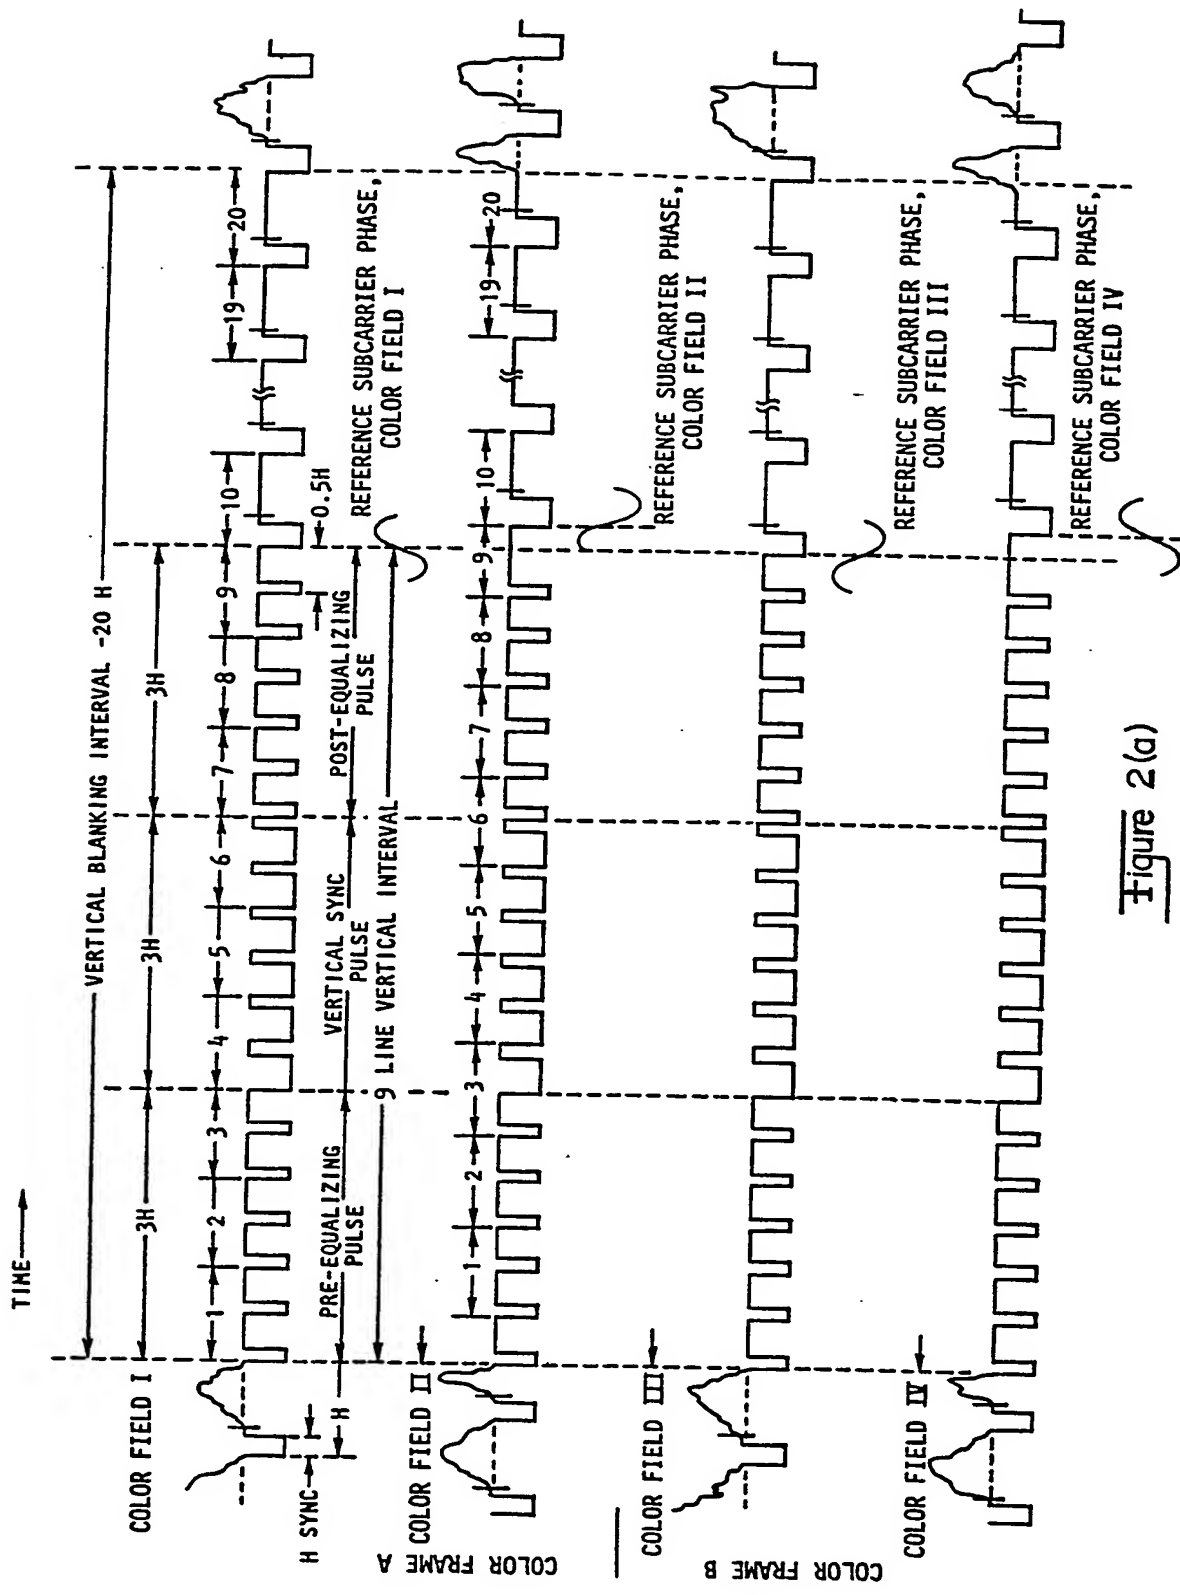 TIME
VERTICAL BLANKING INTERVAL -20 H
3H
3H
3H
COLOR FIELD I
1
2
3
4
5
6
7
8
9
10
19
20
H SYNC
H
PRE-EQUALIZING
PULSE
VERTICAL SYNC
PULSE
POST-EQUALIZING
PULSE
0.5H
9 LINE VERTICAL INTERVAL
REFERENCE SUBCARRIER PHASE,
COLOR FIELD I
COLOR FRAME A
COLOR FIELD II
1
2
3
4
5
6
7
8
9
10
19
20
REFERENCE SUBCARRIER PHASE,
COLOR FIELD II
COLOR FRAME B
COLOR FIELD III
REFERENCE SUBCARRIER PHASE,
COLOR FIELD III
COLOR FIELD IV
REFERENCE SUBCARRIER PHASE,
COLOR FIELD IV
Figure 2(a)